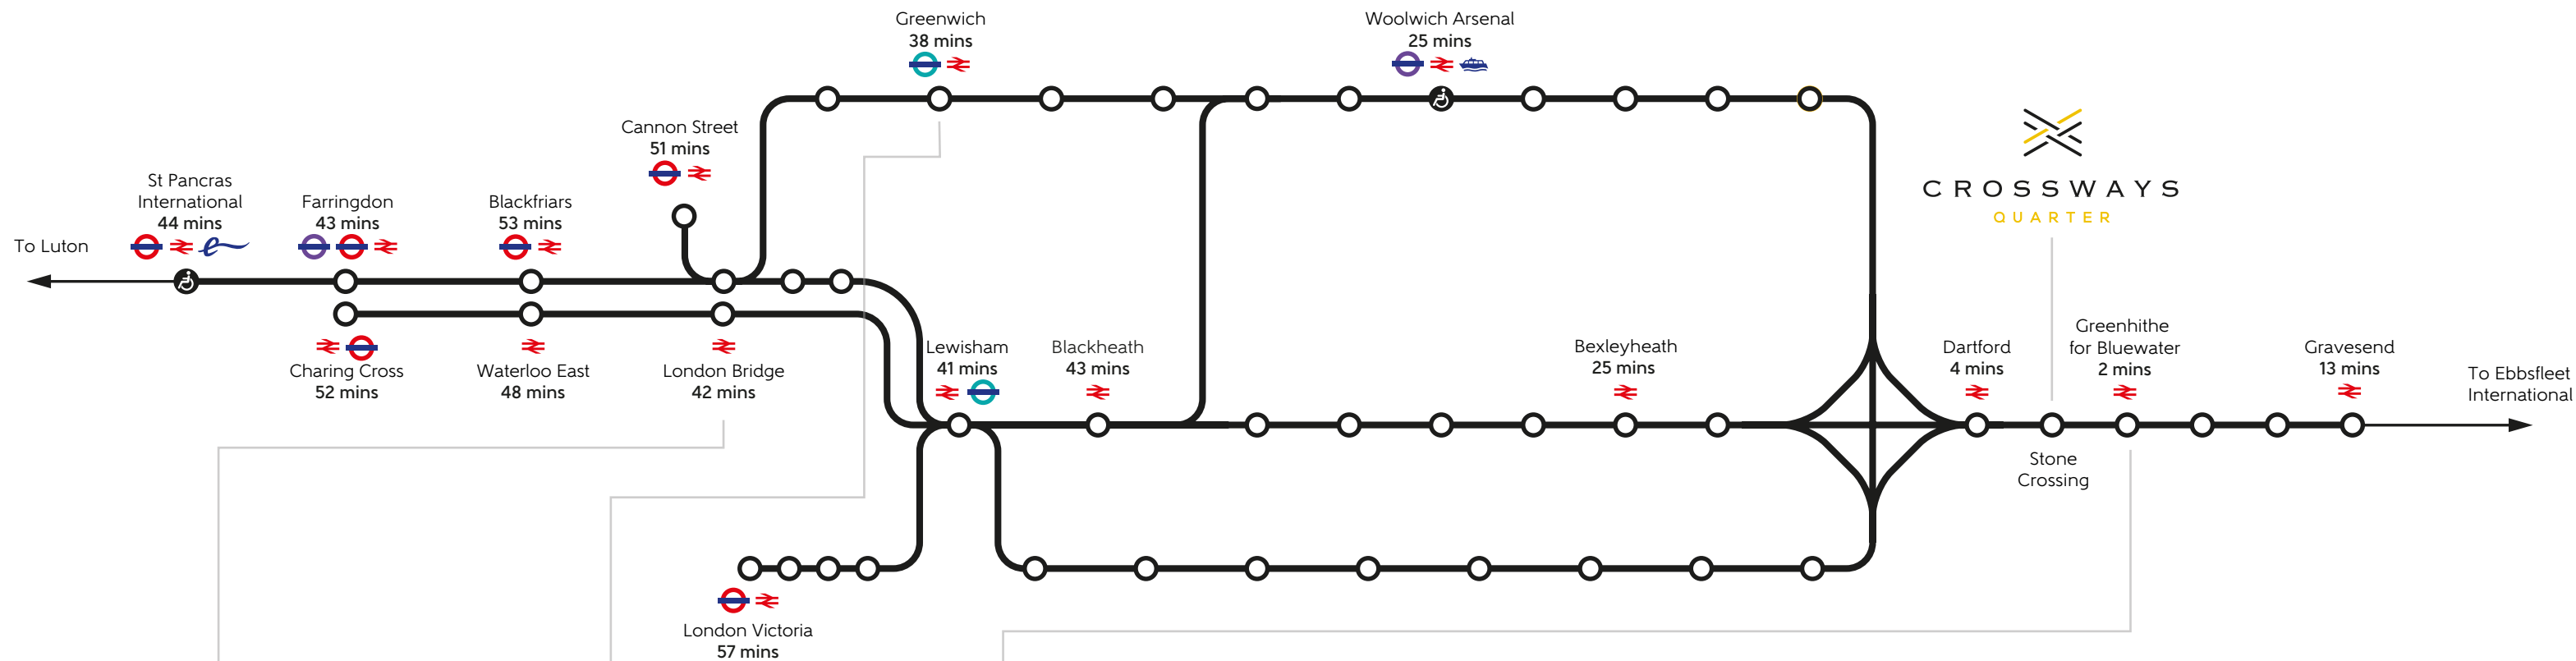 Greenwich
38 mins
Woolwich Arsenal
25 mins
Cannon Street
51 mins
CROSSWAYS
QUARTER
St Pancras
International
44 mins
Farringdon
43 mins
Blackfriars
53 mins
To Luton
Charing Cross
52 mins
Waterloo East
48 mins
London Bridge
42 mins
Lewisham
41 mins
Blackheath
43 mins
Bexleyheath
25 mins
Dartford
4 mins
Greenhithe
for Bluewater
2 mins
Gravesend
13 mins
To Ebbsfleet
International
Stone
Crossing
London Victoria
57 mins